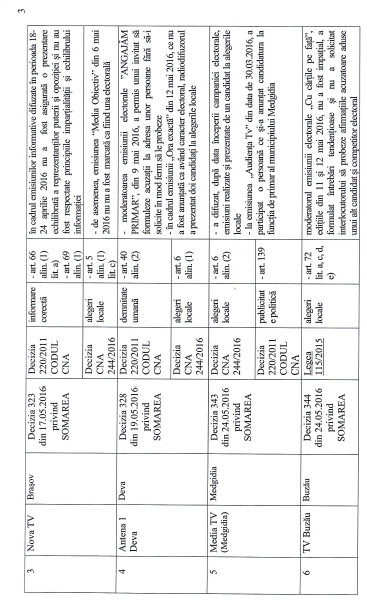 3
3
Nova TV
Brașov
Decizia 323
din 17.05.2016
privind
SOMAREA
Decizia
220/2011
CODUL
CNA
informare
corectă
- art. 66
alin. (1)
lit. a)
- art. 69
alin. (1)
în cadrul emisiunilor informative difuzate în perioada 18-
24 aprilie 2016 nu a fost asigurată o prezentare
echilibrată a reprezentanților puterii și opoziției și nu au
fost respectate principiile imparțialității și echilibrului
informației
Decizia
CNA
244/2016
alegeri
locale
- art. 5
alin. (1)
lit. c)
- de asemenea, emisiunea "Media Obiectiv" din 6 mai
2016 nu a fost marcată ca fiind una electorală
4
Antena 1
Deva
Deva
Decizia 328
din 19.05.2016
privind
SOMAREA
Decizia
220/2011
CODUL
CNA
demnitate
umană
- art. 40
alin. (2)
- moderatoarea emisiunii electorale "ANGAJĂM
PRIMAR", din 9 mai 2016, a permis unui invitat să
formuleze acuzații la adresa unor persoane fără să-i
solicite în mod ferm să le probeze
Decizia
CNA
244/2016
alegeri
locale
- art. 6
alin. (1)
- în cadrul emisiunii „Ora exactă” din 12 mai 2016, ce nu
a fost anunțată ca având caracter electoral, radiodifuzorul
a prezentat doi candidați la alegerile locale
5
Media TV
(Medgidia)
Medgidia
Decizia 343
din 24.05.2016
privind
SOMAREA
Decizia
CNA
244/2016
alegeri
locale
- art. 6
alin. (2)
- a difuzat, după data începerii campaniei electorale,
emisiuni realizate și prezentate de un candidat la alegerile
locale
Decizia
220/2011
CODUL
CNA
publicitat
e politică
- art. 139
- la emisiunea „Audiența Tv” din data de 30.03.2016, a
participat o persoană ce și-a anunțat candidatura la
funcția de primar al municipiului Medgidia
6
TV Buzău
Buzău
Decizia 344
din 24.05.2016
privind
SOMAREA
Legea
115/2015
alegeri
locale
- art. 72
lit. a, c, d,
e)
moderatorul emisiunii electorale „Cu cărțile pe față”,
edițiile din 11 și 12 mai 2016, nu a fost imparțial, a
formulat întrebări tendențioase și nu a solicitat
interlocutorului să probeze afirmațiile acuzatoare aduse
unui alt candidat și competitor electoral